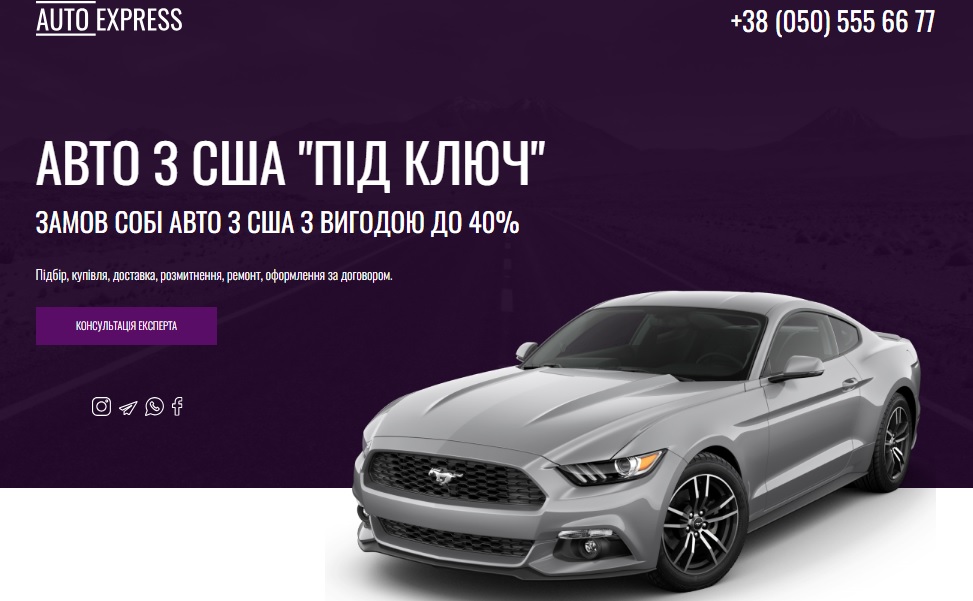 AUTO EXPRESS
+38 (050) 555 66 77
АВТО З США "ПІД КЛЮЧ"
ЗАМОВ СОБІ АВТО З США З ВИГОДОЮ ДО 40%
Підбір, купівля, доставка, розмитнення, ремонт, оформлення за договором.
КОНСУЛЬТАЦІЯ ЕКСПЕРТА